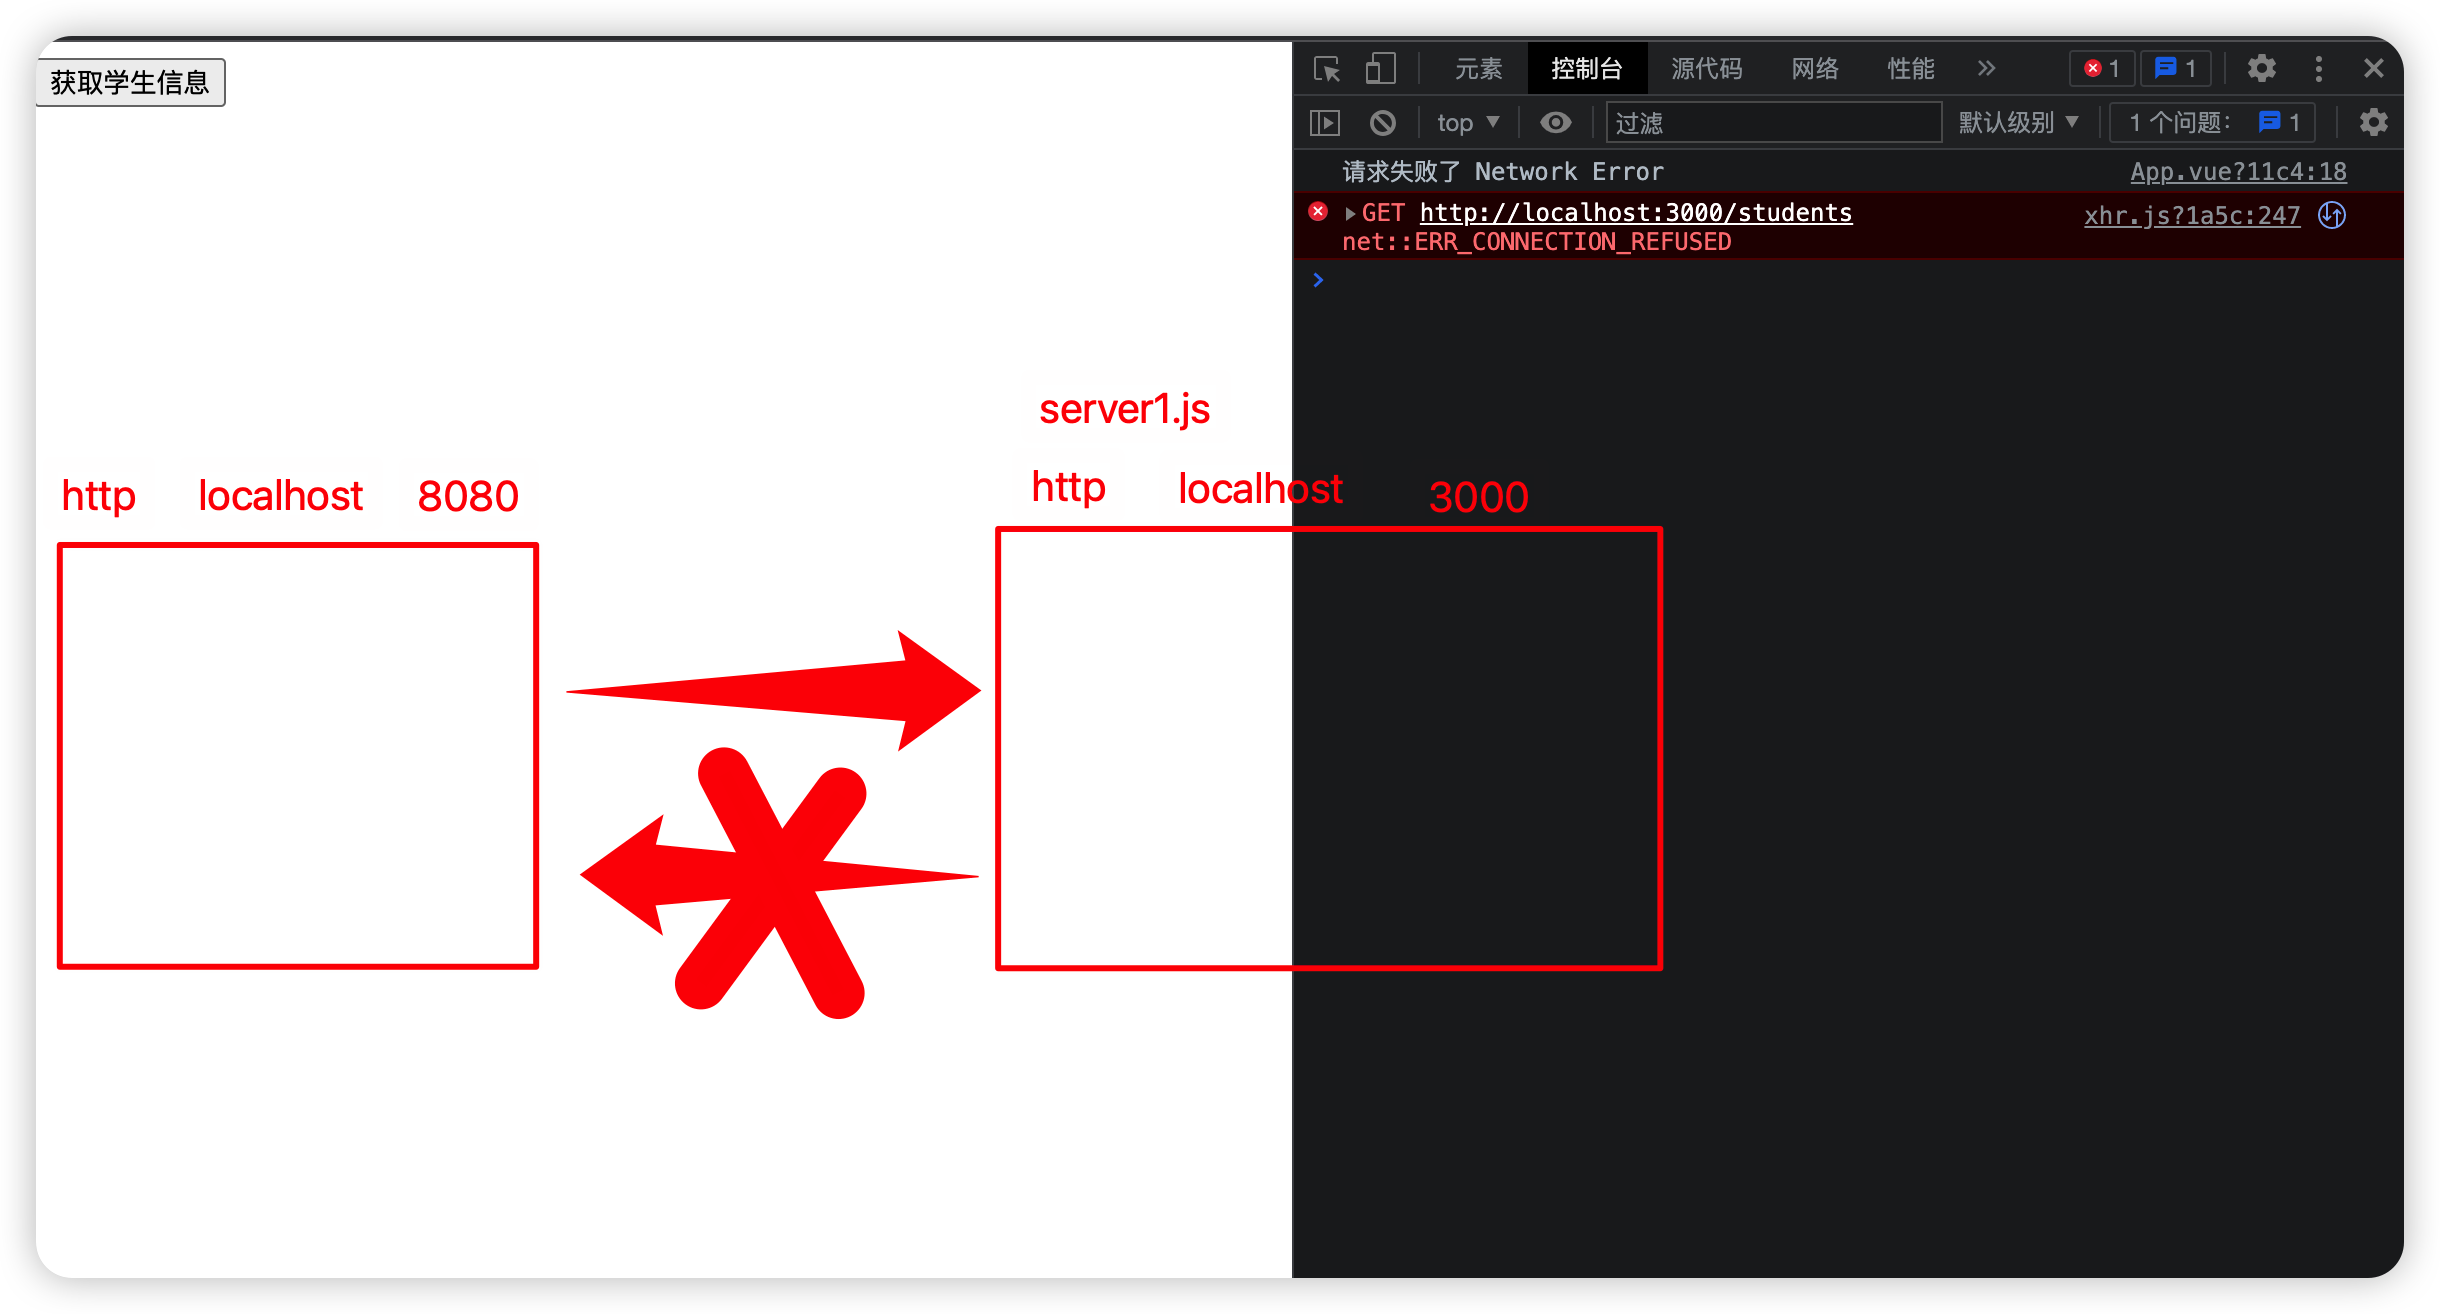 获取学生信息
元素 控制台 源代码 网络 性能 1 1
top 过滤 默认级别 1 个问题: 1
请求失败了 Network Error App.vue?11c4:18
GET http://localhost:3000/students xhr.js?1a5c:247
net::ERR_CONNECTION_REFUSED
server1.js
http localhost 8080
http localhost 3000